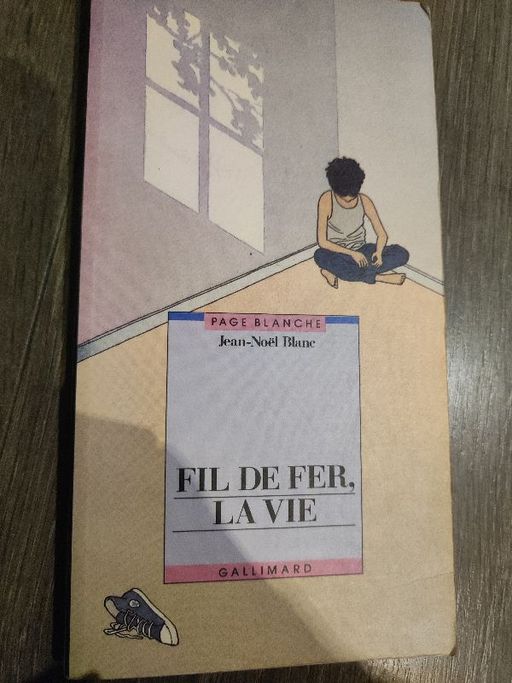 PAGE BLANCHE
Jean-Noël Blanc
FIL DE FER,
LA VIE
GALLIMARD